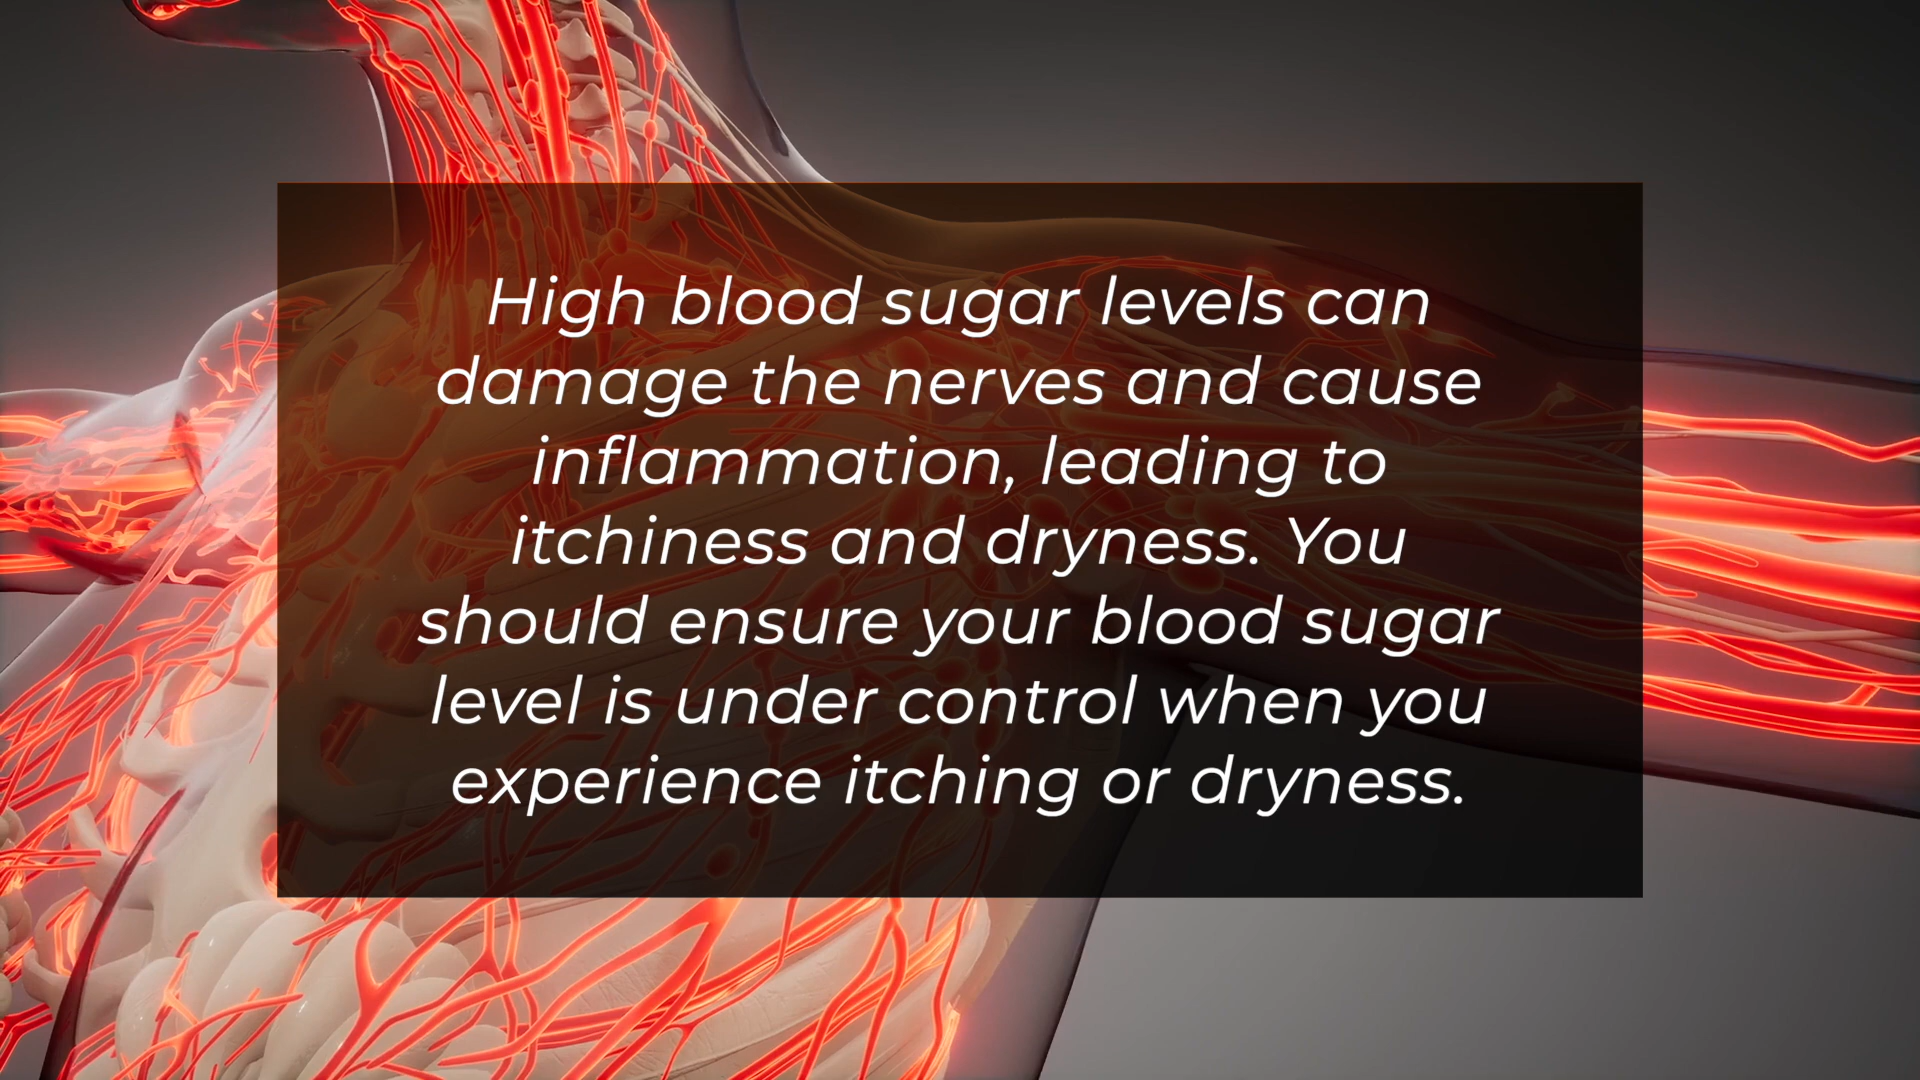 High blood sugar levels can
damage the nerves and cause
inflammation, leading to
itchiness and dryness. You
should ensure your blood sugar
level is under control when you
experience itching or dryness.